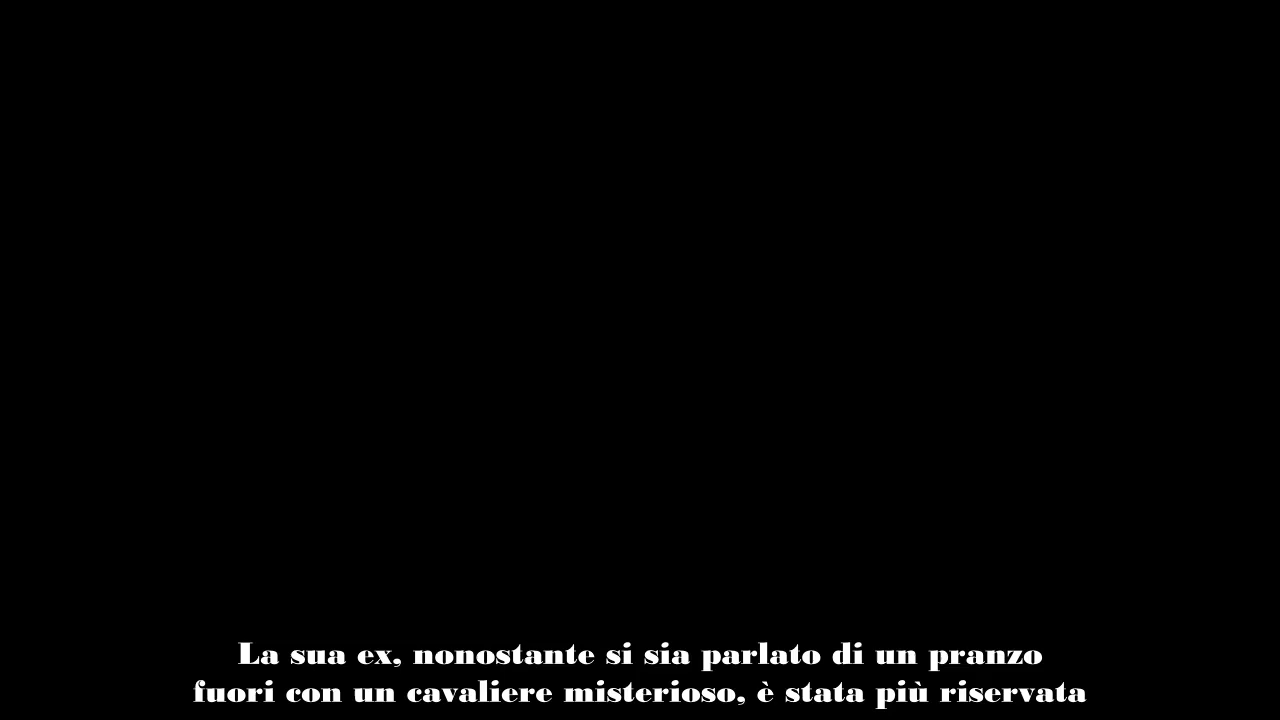 La sua ex, nonostante si sia parlato di un pranzo
fuori con un cavaliere misterioso, è stata più riservata